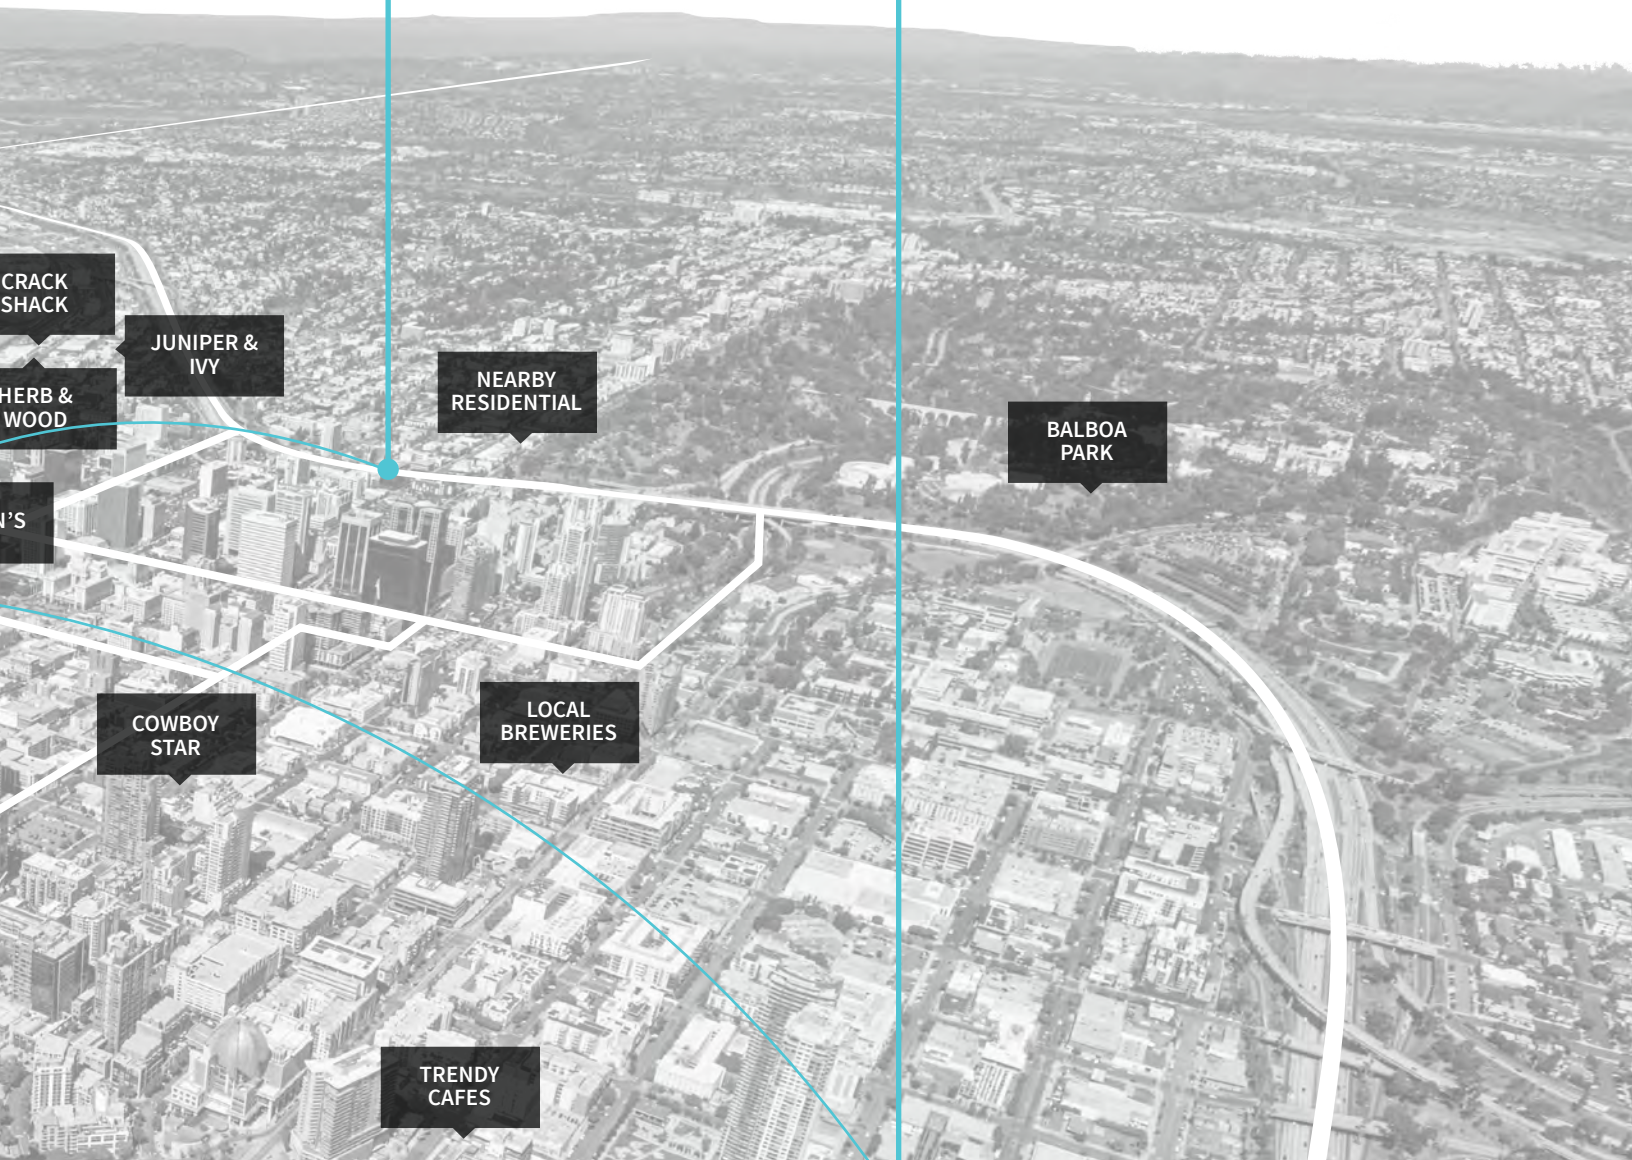 CRACK
SHACK
JUNIPER &
IVY
HERB &
WOOD
NEARBY
RESIDENTIAL
BALBOA
PARK
N'S
COWBOY
STAR
LOCAL
BREWERIES
TRENDY
CAFES